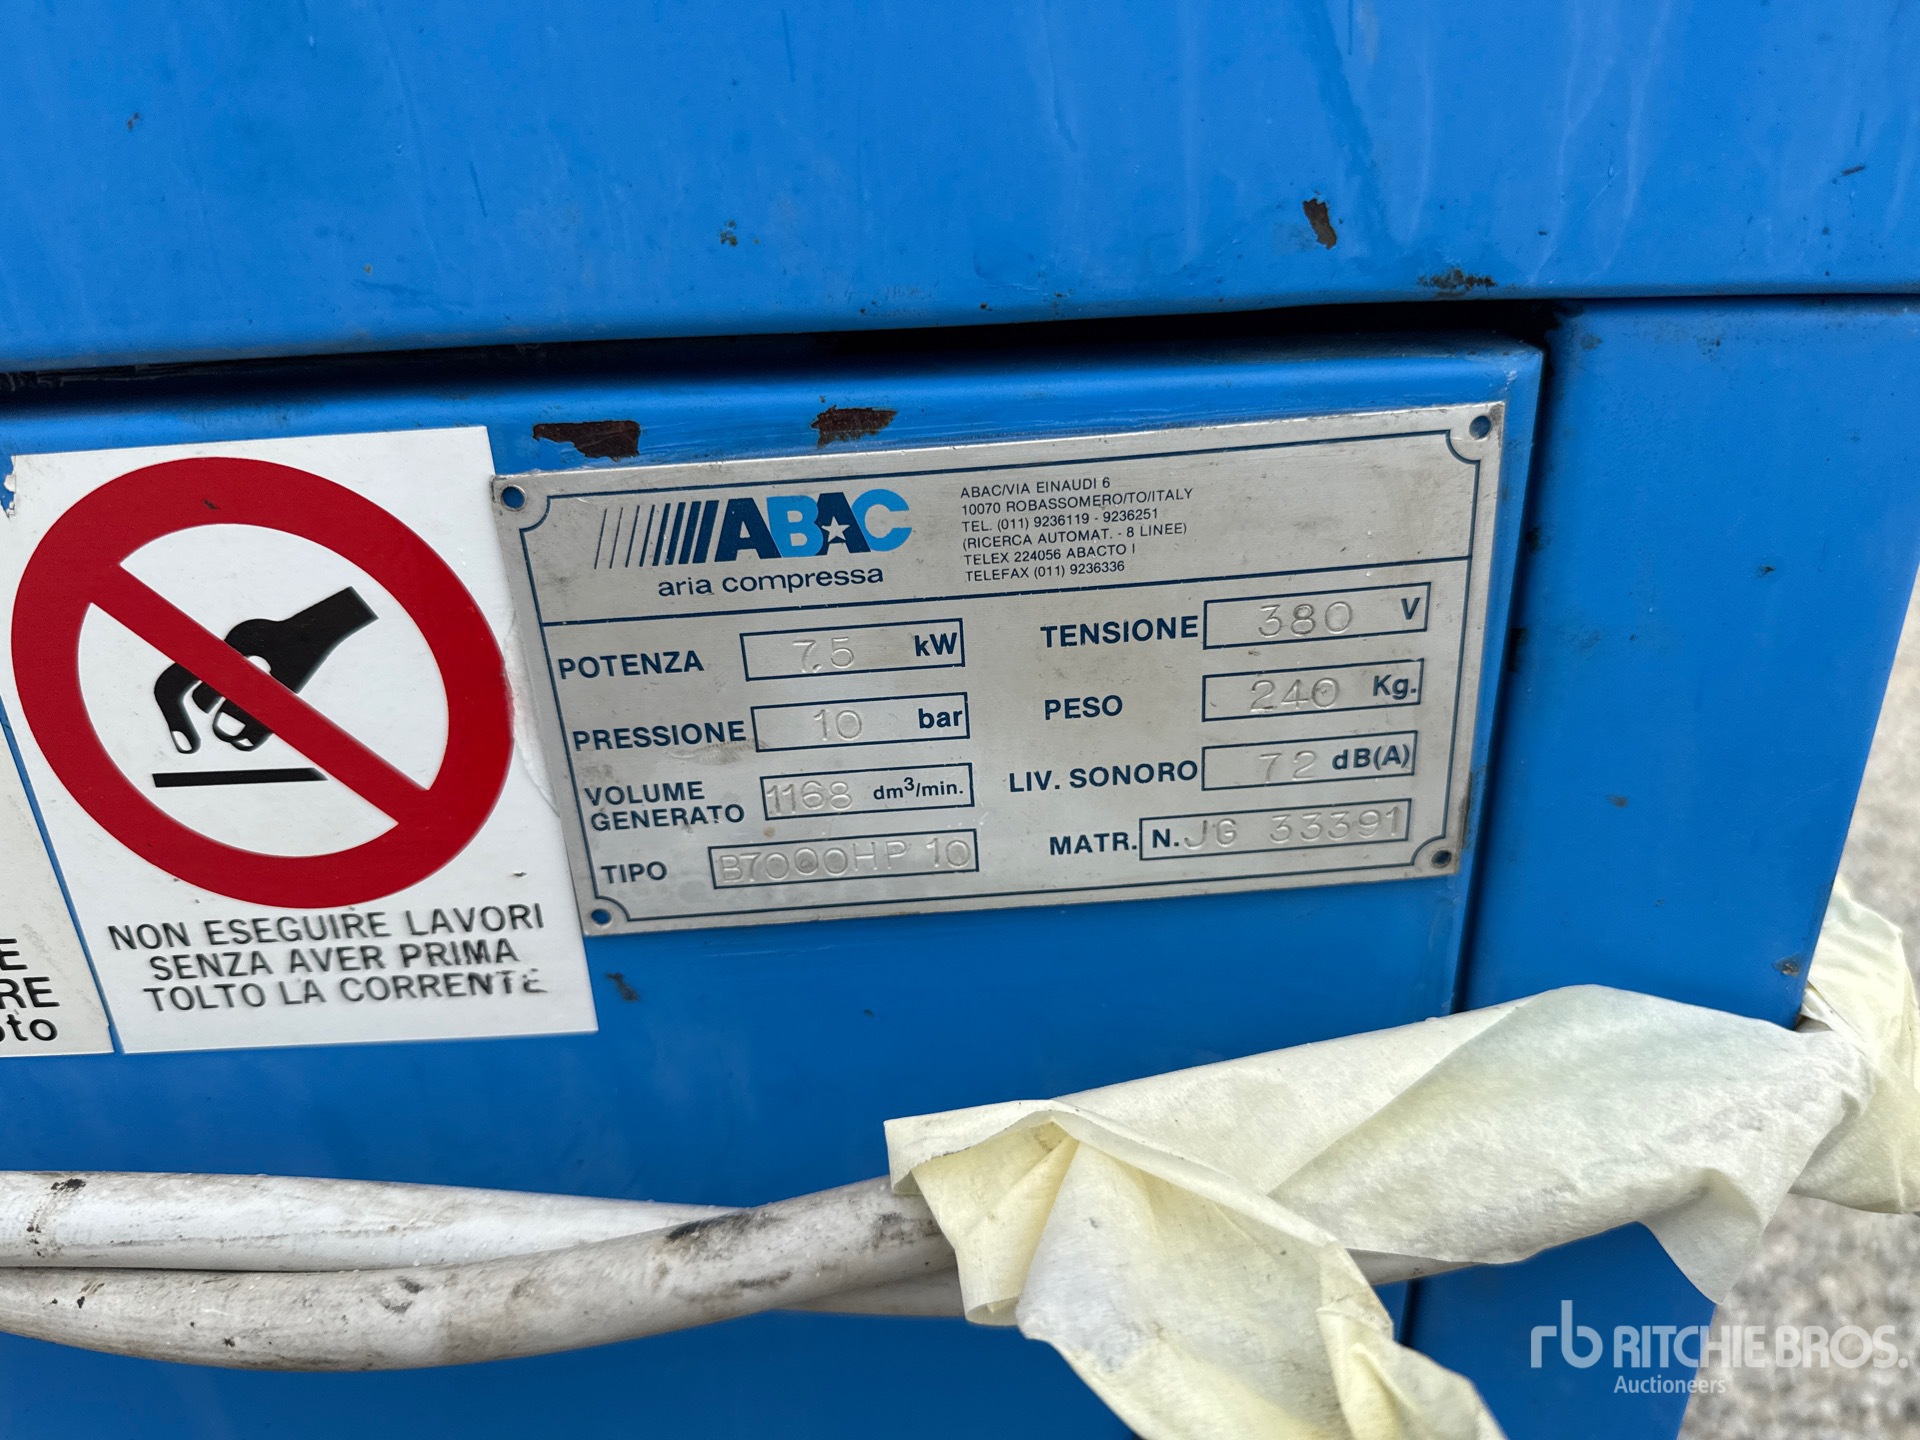 ABAC
aria compressa
ABAC/VIA EINAUDI 6
10070 ROBASSOMERO/TO/ITALY
TEL. (011) 9236119 - 9236251
(RICERCA AUTOMAT. - 8 LINEE)
TELEX 224056 ABACTO I
TELEFAX (011) 9236336
POTENZA 7.5 kW
PRESSIONE 10 bar
VOLUME
GENERATO 1168 dm³/min.
TIPO B7000HP 10
TENSIONE 380 V
PESO 240 Kg.
LIV. SONORO 72 dB(A)
MATR. N. JG 33391
NON ESEGUIRE LAVORI
SENZA AVER PRIMA
TOLTO LA CORRENTE
rb RITCHIE BROS.
Auctioneers